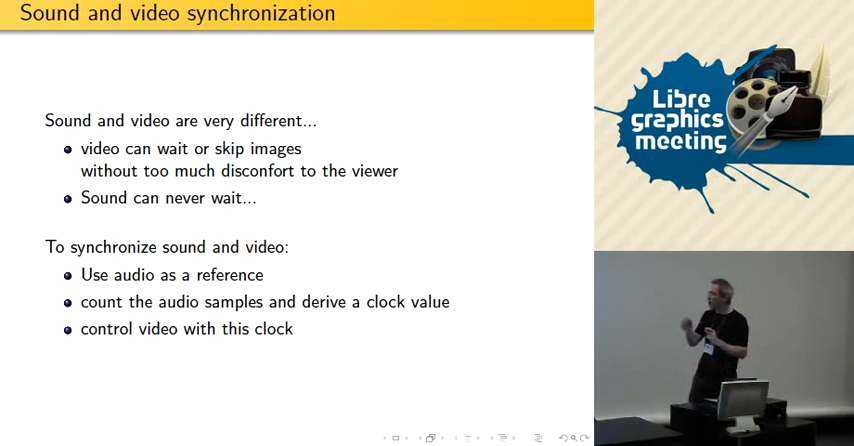 Sound and video synchronization
Sound and video are very different...
video can wait or skip images
without too much disconfort to the viewer
Sound can never wait...
To synchronize sound and video:
Use audio as a reference
count the audio samples and derive a clock value
control video with this clock
Libre
graphics
meeting